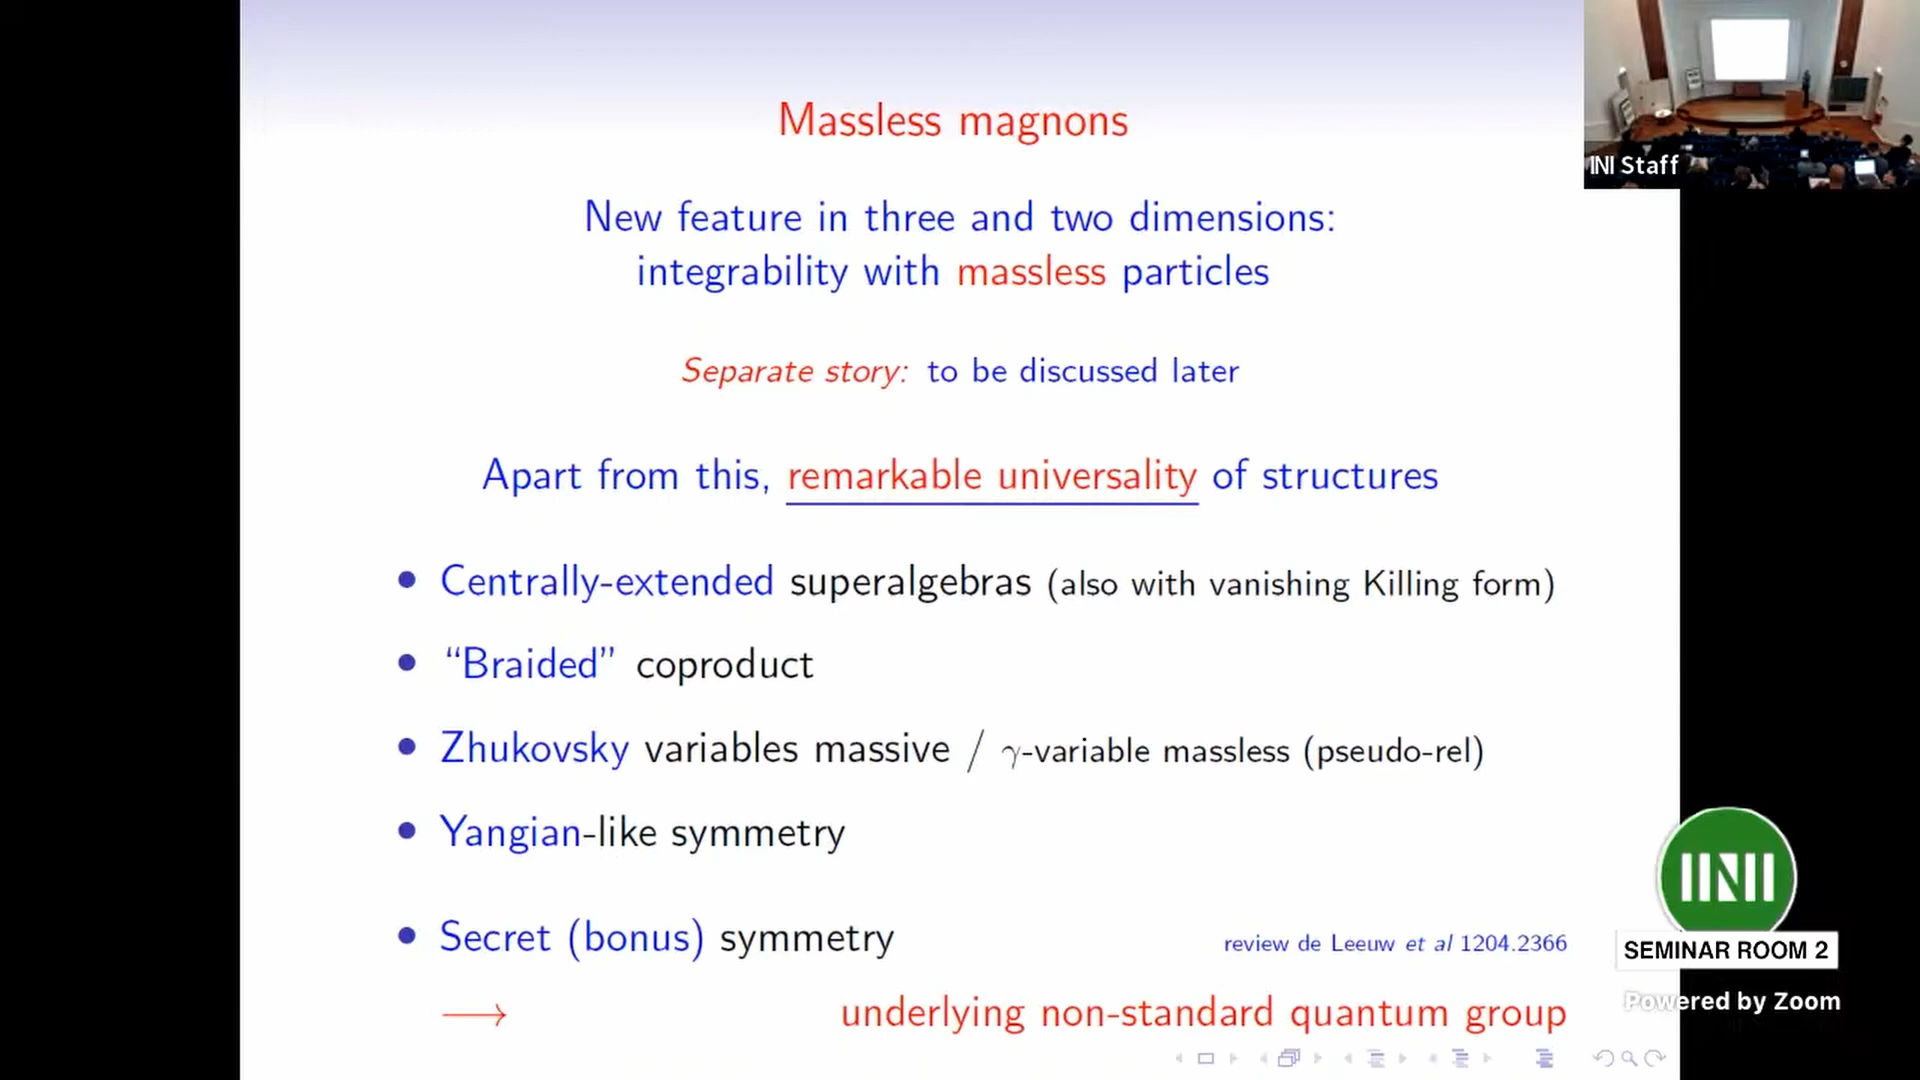 Massless magnons
New feature in three and two dimensions:
integrability with massless particles
Separate story: to be discussed later
Apart from this, remarkable universality of structures
• Centrally-extended superalgebras (also with vanishing Killing form)
• “Braided” coproduct
• Zhukovsky variables massive / γ-variable massless (pseudo-rel)
• Yangian-like symmetry
• Secret (bonus) symmetry review de Leeuw et al 1204.2366
⟶ underlying non-standard quantum group
INI Staff
INI
SEMINAR ROOM 2
Powered by Zoom